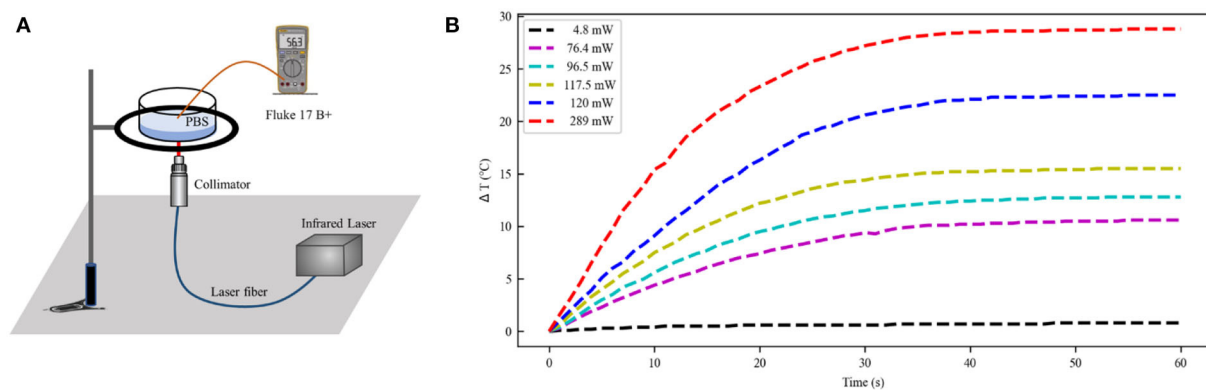 A
56.3
PBS
Fluke 17 B+
Collimator
Infrared Laser
Laser fiber
B
4.8 mW
76.4 mW
96.5 mW
117.5 mW
120 mW
289 mW
30
25
20
15
10
5
0
Δ T (°C)
0 10 20 30 40 50 60
Time (s)